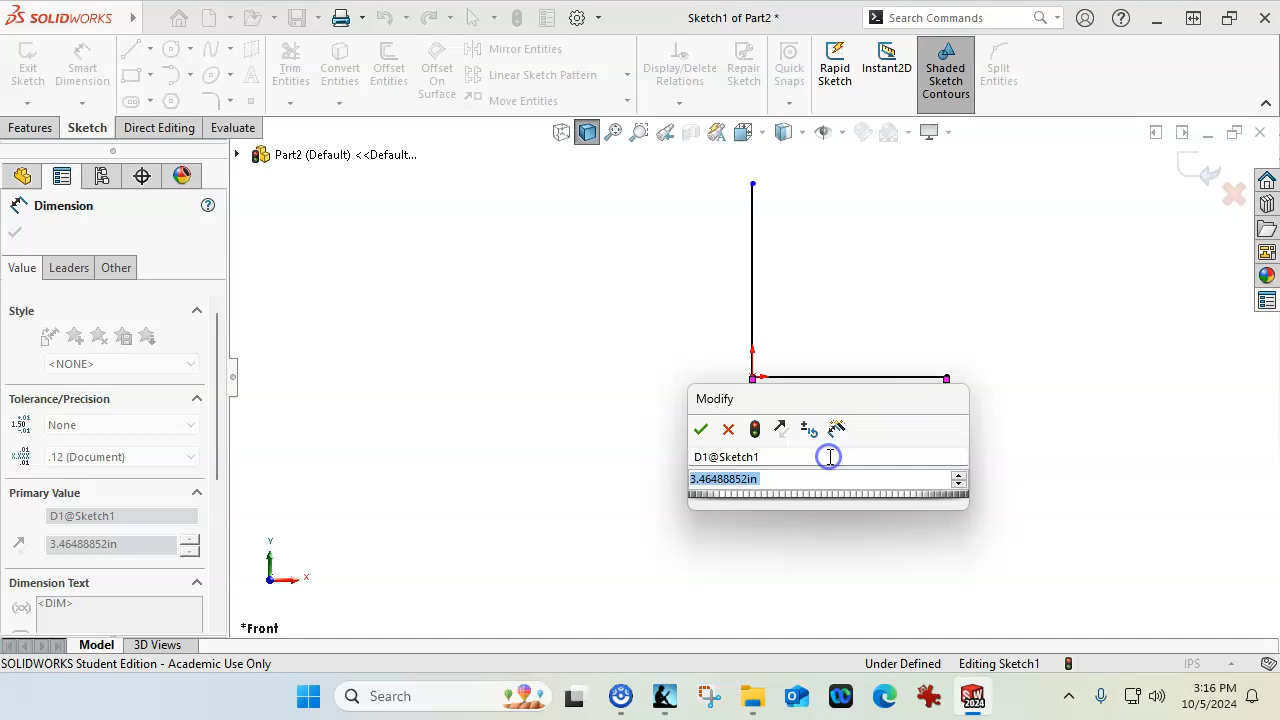 SOLIDWORKS
Sketch1 of Part2 *
Search Commands
Exit Sketch
Smart Dimension
Trim Entities
Convert Entities
Offset Entities
Offset On Surface
Mirror Entities
Linear Sketch Pattern
Move Entities
Display/Delete Relations
Repair Sketch
Quick Snaps
Rapid Sketch
Instant2D
Shaded Sketch Contours
Split Entities
Features
Sketch
Direct Editing
Evaluate
Part2 (Default) <<Default...
Dimension
Value
Leaders
Other
Style
<NONE>
Tolerance/Precision
None
.12 (Document)
Primary Value
D1@Sketch1
3.46488852in
Dimension Text
<DIM>
Modify
D1@Sketch1
3.46488852in
Y
X
*Front
Model
3D Views
SOLIDWORKS Student Edition - Academic Use Only
Under Defined
Editing Sketch1
IPS
Search
3:16 PM
10/5/2024